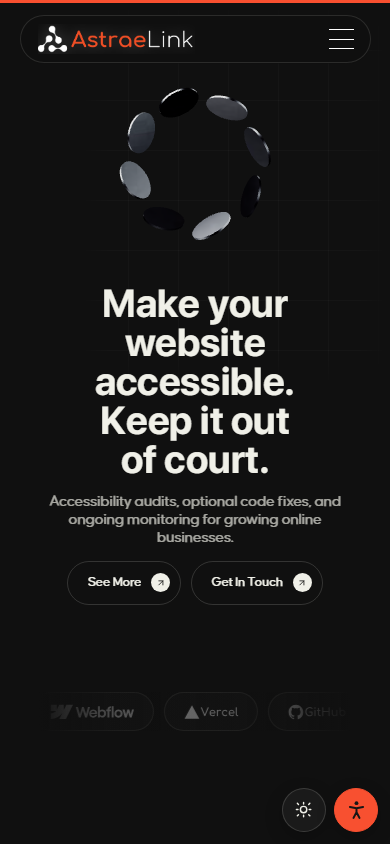 AstraeLink
Make your
website
accessible.
Keep it out
of court.
Accessibility audits, optional code fixes, and
ongoing monitoring for growing online
businesses.
See More
Get In Touch
Webflow
Vercel
GitHub